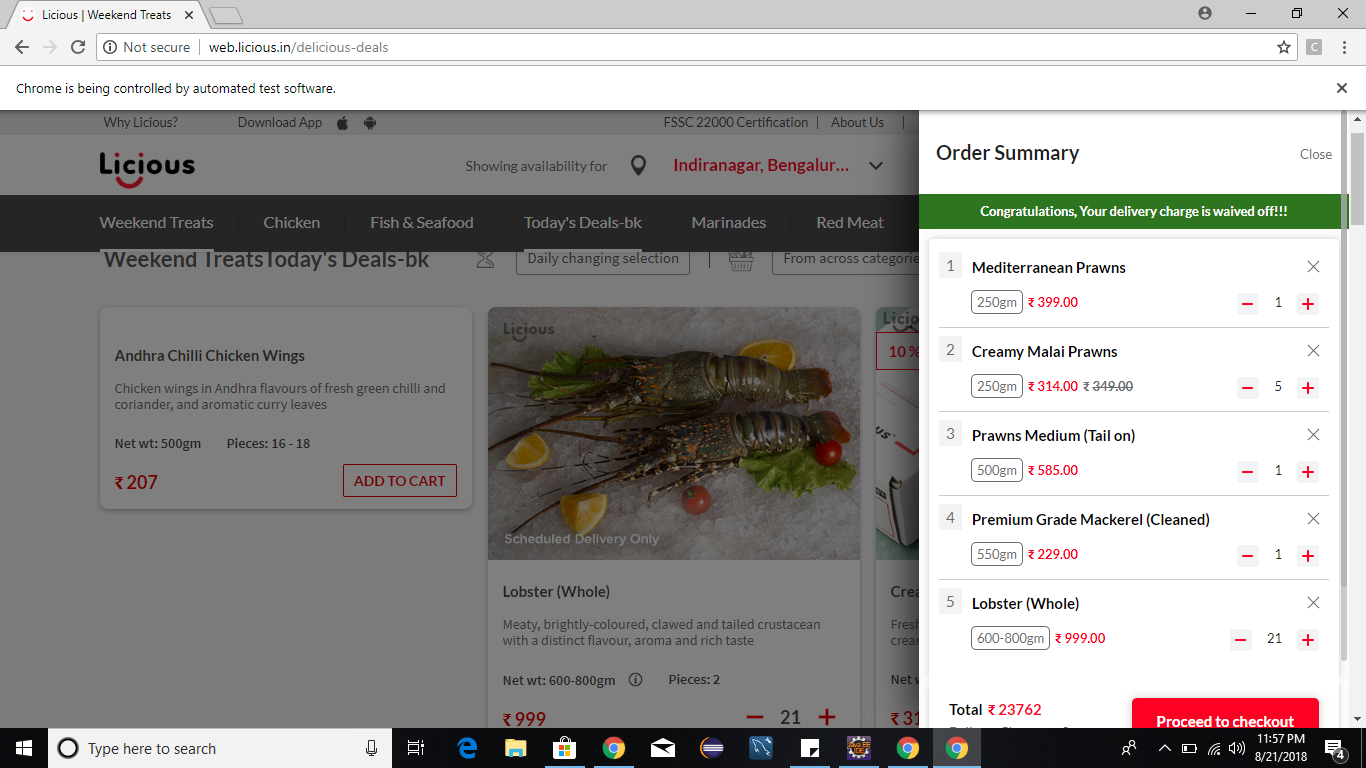 Licious | Weekend Treats
Not secure | web.licious.in/delicious-deals
C
Chrome is being controlled by automated test software.
Why Licious? Download App FSSC 22000 Certification | About Us |
Licious Showing availability for Indiranagar, Bengalur...
Weekend Treats Chicken Fish & Seafood Today's Deals-bk Marinades Red Meat
Weekend TreatsToday's Deals-bk Daily changing selection | From across categorie
Andhra Chilli Chicken Wings
Chicken wings in Andhra flavours of fresh green chilli and
coriander, and aromatic curry leaves
Net wt: 500gm Pieces: 16 - 18
₹ 207 ADD TO CART
Licious
Scheduled Delivery Only
Lobster (Whole)
Meaty, brightly-coloured, clawed and tailed crustacean
with a distinct flavour, aroma and rich taste
Net wt: 600-800gm Pieces: 2
₹ 999 21
Licious
10 %
Crea
Fresh
crear
Net w
₹ 31
Order Summary Close
Congratulations, Your delivery charge is waived off!!!
1 Mediterranean Prawns
250gm ₹ 399.00 1
2 Creamy Malai Prawns
250gm ₹ 314.00 ₹ 349.00 5
3 Prawns Medium (Tail on)
500gm ₹ 585.00 1
4 Premium Grade Mackerel (Cleaned)
550gm ₹ 229.00 1
5 Lobster (Whole)
600-800gm ₹ 999.00 21
Total ₹ 23762 Proceed to checkout
Type here to search
11:57 PM
8/21/2018
4